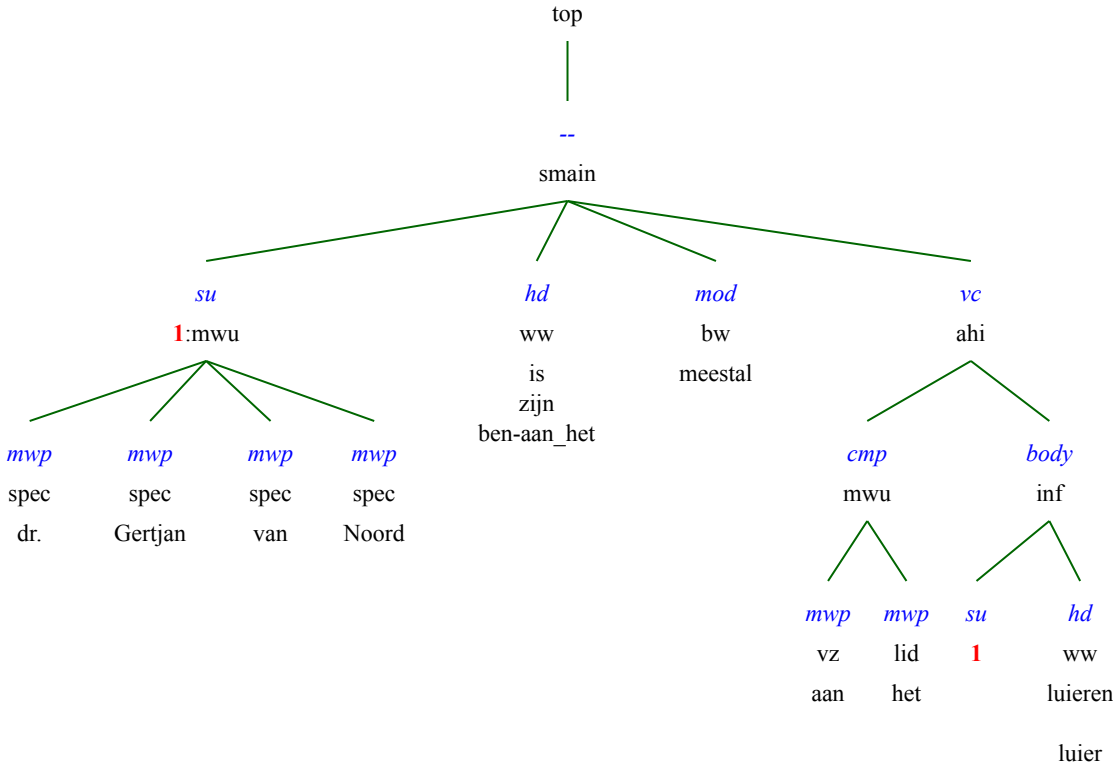 top
--
smain
su hd mod vc
1:mwu ww bw ahi
is meestal
zijn
ben-aan_het
mwp mwp mwp mwp cmp body
spec spec spec spec mwu inf
dr. Gertjan van Noord
mwp mwp su hd
vz lid 1 ww
aan het luieren
luier